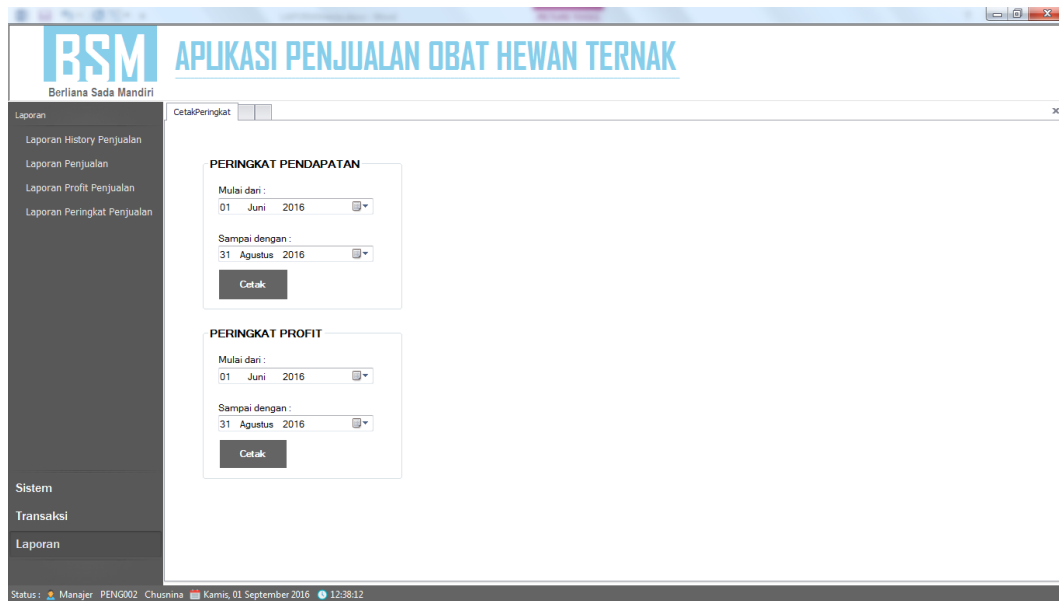 BSM
Berliana Sada Mandiri
APLIKASI PENJUALAN OBAT HEWAN TERNAK
Laporan
Laporan History Penjualan
Laporan Penjualan
Laporan Profit Penjualan
Laporan Peringkat Penjualan
CetakPeringkat
PERINGKAT PENDAPATAN
Mulai dari :
01 Juni 2016
Sampai dengan :
31 Agustus 2016
Cetak
PERINGKAT PROFIT
Mulai dari :
01 Juni 2016
Sampai dengan :
31 Agustus 2016
Cetak
Sistem
Transaksi
Laporan
Status : Manajer PENG002 Chusnina Kamis, 01 September 2016 12:38:12